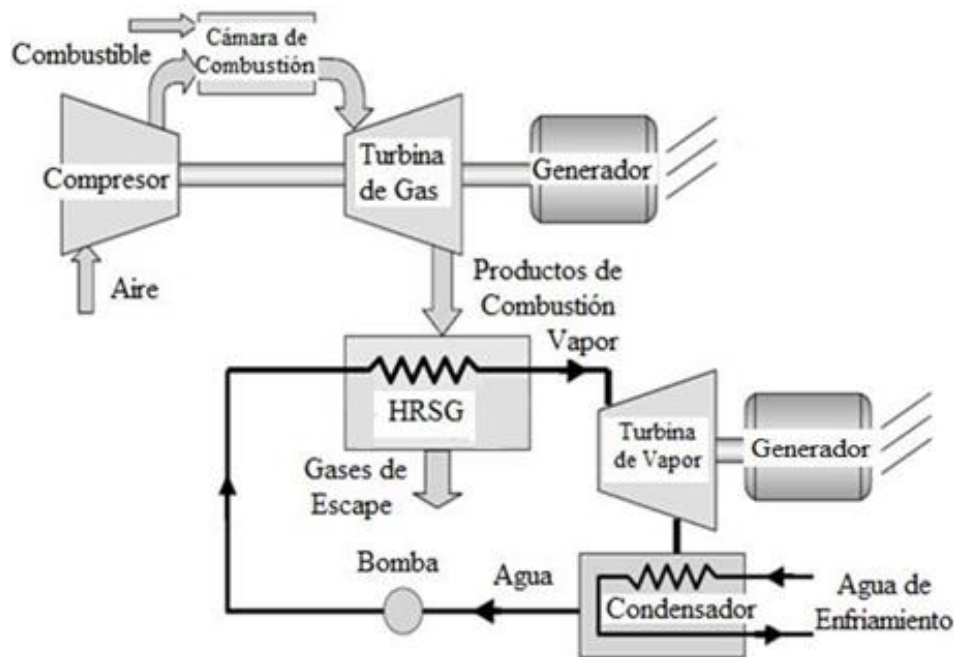 Cámara de
Combustión
Combustible
Compresor
Turbina
de Gas
Generador
Aire
Productos de
Combustión
Vapor
HRSG
Turbina
de Vapor
Generador
Gases de
Escape
Bomba
Agua
Condensador
Agua de
Enfriamiento